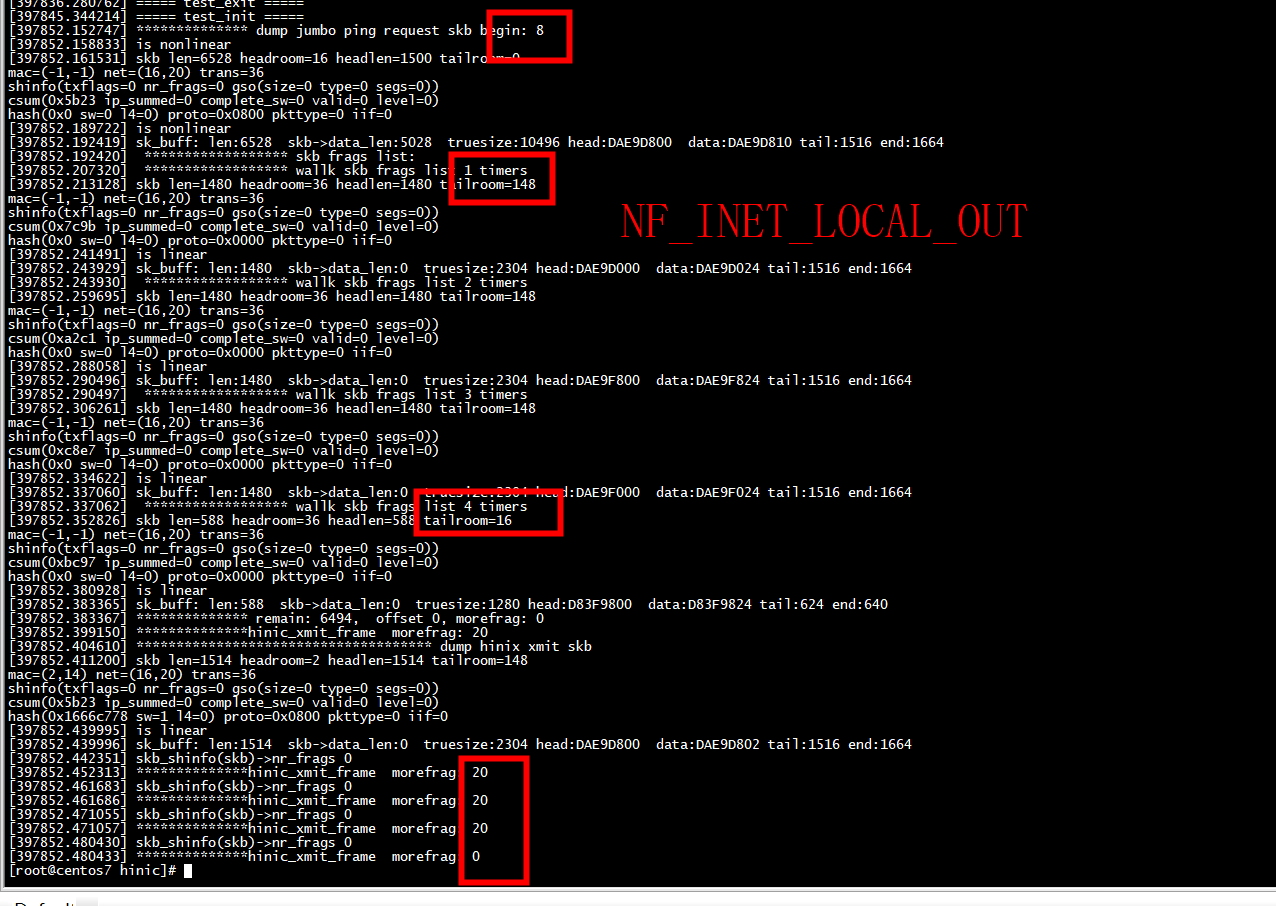 [397836.280762] ===== test_exit =====
[397845.344214] ===== test_init =====
[397852.152747] ************** dump jumbo ping request skb begin: 8
[397852.158833] is nonlinear
[397852.161531] skb len=6528 headroom=16 headlen=1500 tailroom=0
mac=(-1,-1) net=(16,20) trans=36
shinfo(txflags=0 nr_frags=0 gso(size=0 type=0 segs=0))
csum(0x5b23 ip_summed=0 complete_sw=0 valid=0 level=0)
hash(0x0 sw=0 l4=0) proto=0x0800 pkttype=0 iif=0
[397852.189722] is nonlinear
[397852.192419] sk_buff: len:6528  skb->data_len:5028  truesize:10496 head:DAE9D800  data:DAE9D810 tail:1516 end:1664
[397852.192420]  ****************** skb frags list:
[397852.207320]  ****************** wallk skb frags list 1 timers
[397852.213128] skb len=1480 headroom=36 headlen=1480 tailroom=148
mac=(-1,-1) net=(16,20) trans=36
shinfo(txflags=0 nr_frags=0 gso(size=0 type=0 segs=0))
NF_INET_LOCAL_OUT
csum(0x7c9b ip_summed=0 complete_sw=0 valid=0 level=0)
hash(0x0 sw=0 l4=0) proto=0x0000 pkttype=0 iif=0
[397852.241491] is linear
[397852.243929] sk_buff: len:1480  skb->data_len:0  truesize:2304 head:DAE9D000  data:DAE9D024 tail:1516 end:1664
[397852.243930]  ****************** wallk skb frags list 2 timers
[397852.259695] skb len=1480 headroom=36 headlen=1480 tailroom=148
mac=(-1,-1) net=(16,20) trans=36
shinfo(txflags=0 nr_frags=0 gso(size=0 type=0 segs=0))
csum(0xa2c1 ip_summed=0 complete_sw=0 valid=0 level=0)
hash(0x0 sw=0 l4=0) proto=0x0000 pkttype=0 iif=0
[397852.288058] is linear
[397852.290496] sk_buff: len:1480  skb->data_len:0  truesize:2304 head:DAE9F800  data:DAE9F824 tail:1516 end:1664
[397852.290497]  ****************** wallk skb frags list 3 timers
[397852.306261] skb len=1480 headroom=36 headlen=1480 tailroom=148
mac=(-1,-1) net=(16,20) trans=36
shinfo(txflags=0 nr_frags=0 gso(size=0 type=0 segs=0))
csum(0xc8e7 ip_summed=0 complete_sw=0 valid=0 level=0)
hash(0x0 sw=0 l4=0) proto=0x0000 pkttype=0 iif=0
[397852.334622] is linear
[397852.337060] sk_buff: len:1480  skb->data_len:0  truesize:2304 head:DAE9F000  data:DAE9F024 tail:1516 end:1664
[397852.337062]  ****************** wallk skb frags list 4 timers
[397852.352826] skb len=588 headroom=36 headlen=588 tailroom=16
mac=(-1,-1) net=(16,20) trans=36
shinfo(txflags=0 nr_frags=0 gso(size=0 type=0 segs=0))
csum(0xbc97 ip_summed=0 complete_sw=0 valid=0 level=0)
hash(0x0 sw=0 l4=0) proto=0x0000 pkttype=0 iif=0
[397852.380928] is linear
[397852.383365] sk_buff: len:588  skb->data_len:0  truesize:1280 head:D83F9800  data:D83F9824 tail:624 end:640
[397852.383367] ************** remain: 6494,  offset 0, morefrag: 0
[397852.399150] **************hinic_xmit_frame  morefrag: 20
[397852.404610] ************************************* dump hinix xmit skb
[397852.411200] skb len=1514 headroom=2 headlen=1514 tailroom=148
mac=(2,14) net=(16,20) trans=36
shinfo(txflags=0 nr_frags=0 gso(size=0 type=0 segs=0))
csum(0x5b23 ip_summed=0 complete_sw=0 valid=0 level=0)
hash(0x1666c778 sw=1 l4=0) proto=0x0800 pkttype=0 iif=0
[397852.439995] is linear
[397852.439996] sk_buff: len:1514  skb->data_len:0  truesize:2304 head:DAE9D800  data:DAE9D802 tail:1516 end:1664
[397852.442351] skb_shinfo(skb)->nr_frags 0
[397852.452313] **************hinic_xmit_frame  morefrag: 20
[397852.461683] skb_shinfo(skb)->nr_frags 0
[397852.461686] **************hinic_xmit_frame  morefrag: 20
[397852.471055] skb_shinfo(skb)->nr_frags 0
[397852.471057] **************hinic_xmit_frame  morefrag: 20
[397852.480430] skb_shinfo(skb)->nr_frags 0
[397852.480433] **************hinic_xmit_frame  morefrag: 0
[root@centos7 hinic]#